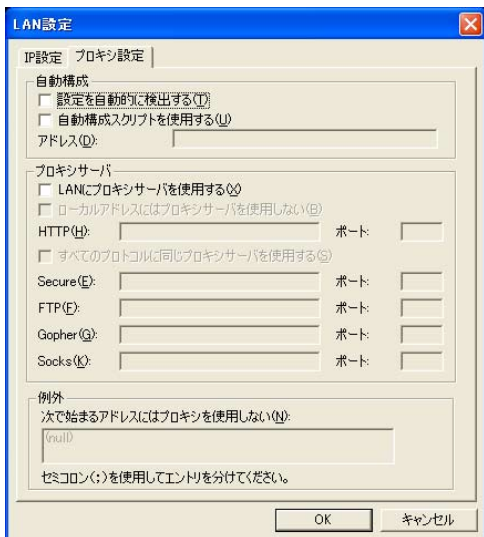 LAN設定
IP設定 プロキシ設定
自動構成
設定を自動的に検出する(T)
自動構成スクリプトを使用する(U)
アドレス(D):
プロキシサーバ
LANにプロキシサーバを使用する(X)
ローカルアドレスにはプロキシサーバを使用しない(B)
HTTP(H): ポート:
すべてのプロトコルに同じプロキシサーバを使用する(S)
Secure(E): ポート:
FTP(F): ポート:
Gopher(G): ポート:
Socks(K): ポート:
例外
次で始まるアドレスにはプロキシを使用しない(N):
(null)
セミコロン(;)を使用してエントリを分けてください。
OK キャンセル